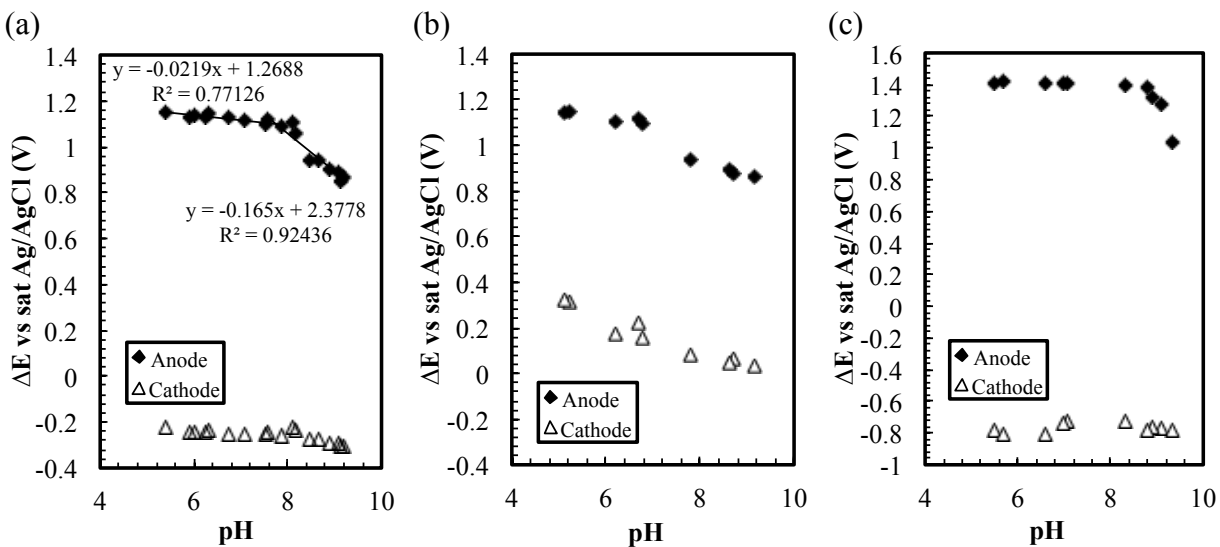 (a)
ΔE vs sat Ag/AgCl (V)
1.4
1.2
1
0.8
0.6
0.4
0.2
0
-0.2
-0.4
y = -0.0219x + 1.2688
R² = 0.77126
y = -0.165x + 2.3778
R² = 0.92436
Anode
Cathode
4
6
8
10
pH
(b)
ΔE vs sat Ag/AgCl (V)
1.4
1.2
1
0.8
0.6
0.4
0.2
0
-0.2
-0.4
Anode
Cathode
4
6
8
10
pH
(c)
ΔE vs sat Ag/AgCl (V)
1.6
1.4
1.2
1
0.8
0.6
0.4
0.2
0
-0.2
-0.4
-0.6
-0.8
-1
Anode
Cathode
4
6
8
10
pH